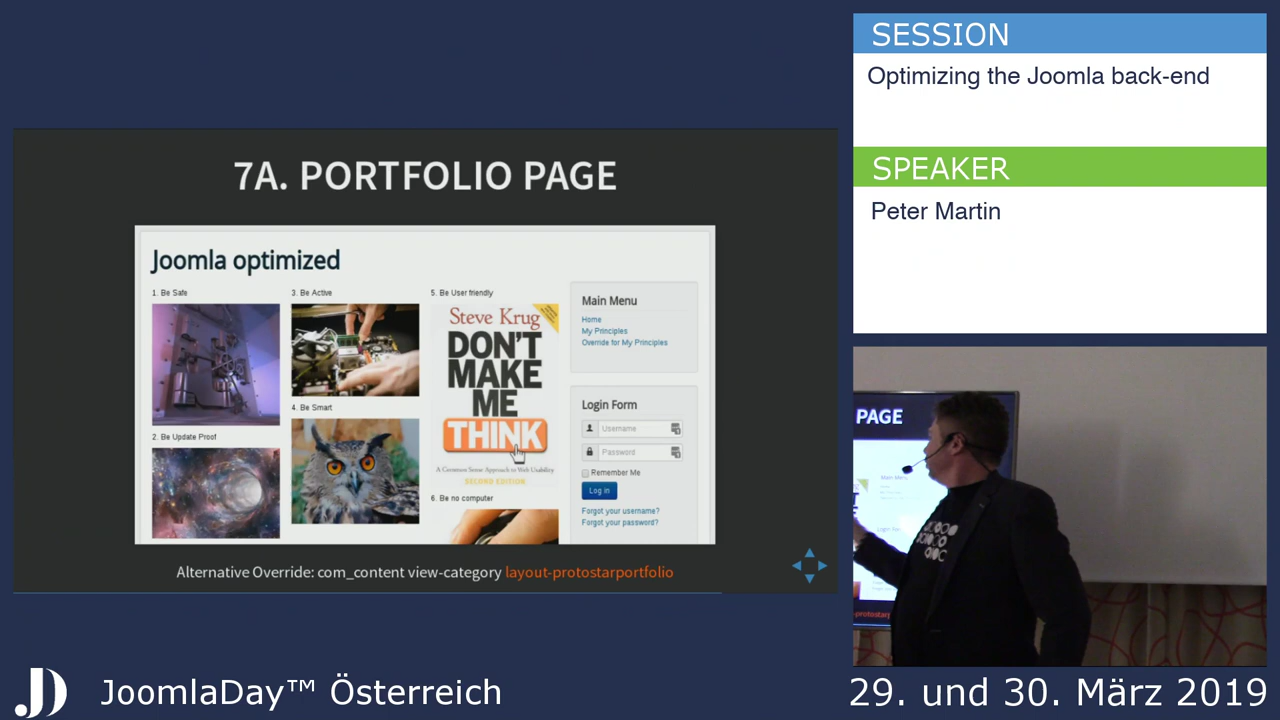 7A. PORTFOLIO PAGE
Joomla optimized
1. Be Safe
2. Be Update Proof
3. Be Active
4. Be Smart
5. Be User friendly
Steve Krug
DON'T
MAKE
ME
THINK
A Common Sense Approach to Web Usability
SECOND EDITION
6. Be no computer
Main Menu
Home
My Principles
Override for My Principles
Login Form
Username
Password
Remember Me
Log in
Forgot your username?
Forgot your password?
Alternative Override: com_content view-category layout-protostarportfolio
SESSION
Optimizing the Joomla back-end
SPEAKER
Peter Martin
PAGE
Main Menu
JoomlaDay™ Österreich
29. und 30. März 2019